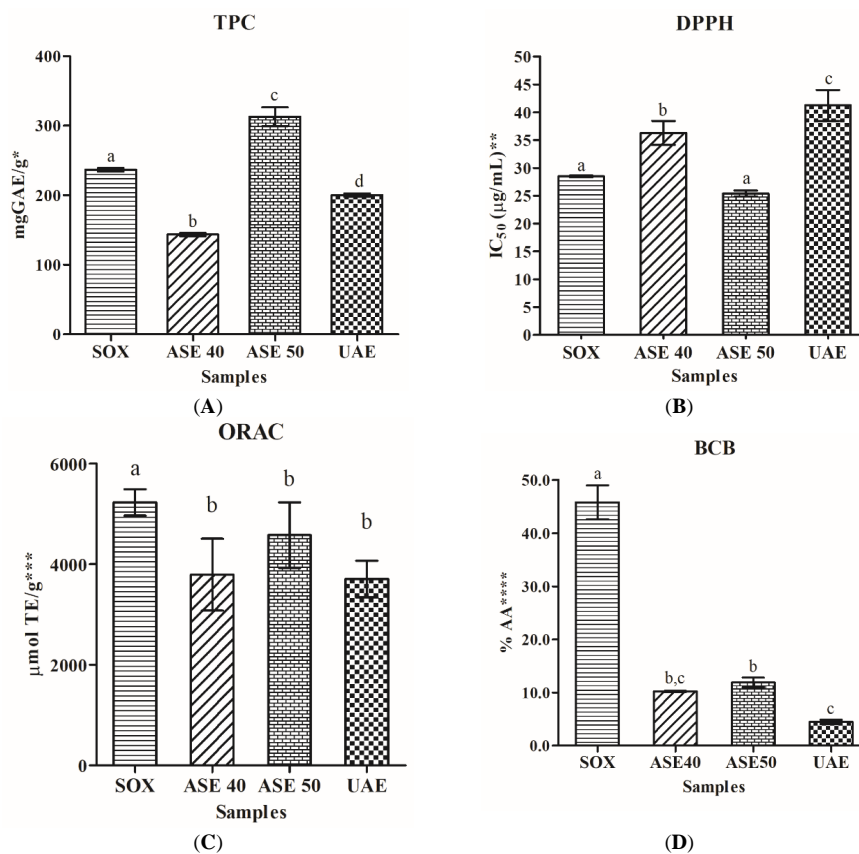 TPC
mgGAE/g*
400
300
200
100
0
a
b
c
d
SOX
ASE 40
ASE 50
UAE
Samples
(A)
DPPH
IC50 (µg/mL)**
50
45
40
35
30
25
20
15
10
5
0
a
b
a
c
SOX
ASE 40
ASE 50
UAE
Samples
(B)
ORAC
µmol TE/g***
6000
4000
2000
0
a
b
b
b
SOX
ASE 40
ASE 50
UAE
Samples
(C)
BCB
% AA****
50.0
40.0
30.0
20.0
10.0
0.0
a
b,c
b
c
SOX
ASE40
ASE50
UAE
Samples
(D)